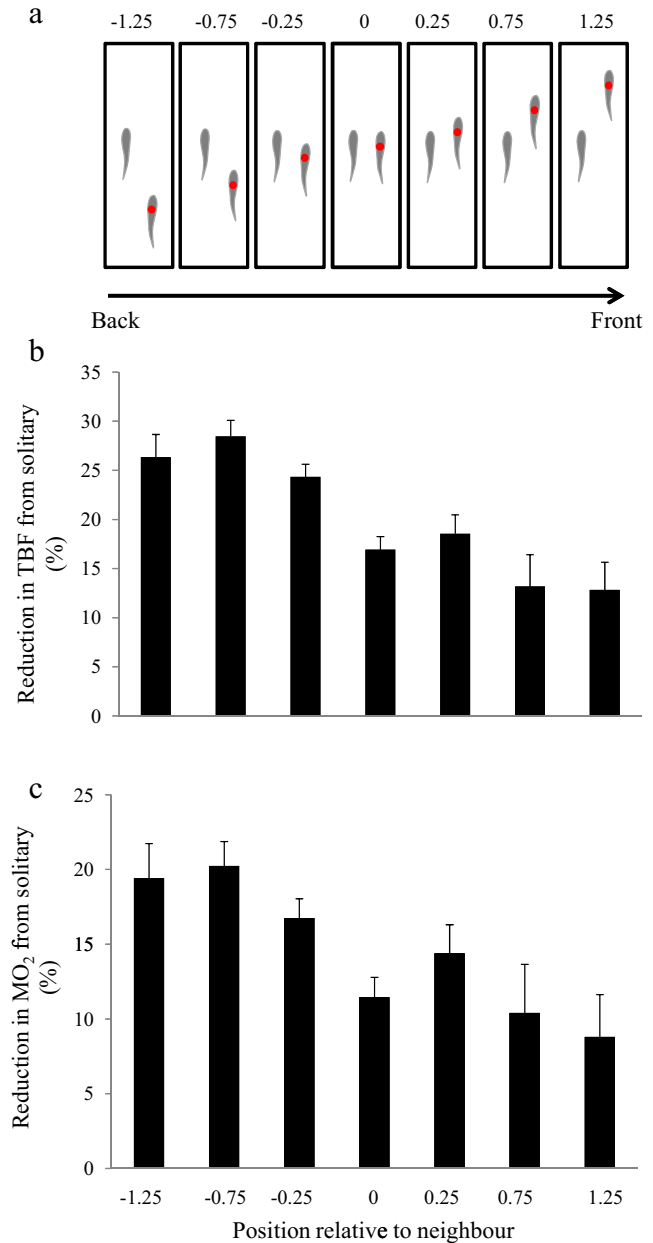 a
-1.25 -0.75 -0.25 0 0.25 0.75 1.25
Back Front
b
Reduction in TBF from solitary
(%)
35
30
25
20
15
10
5
0
c
Reduction in MO₂ from solitary
(%)
25
20
15
10
5
0
-1.25 -0.75 -0.25 0 0.25 0.75 1.25
Position relative to neighbour